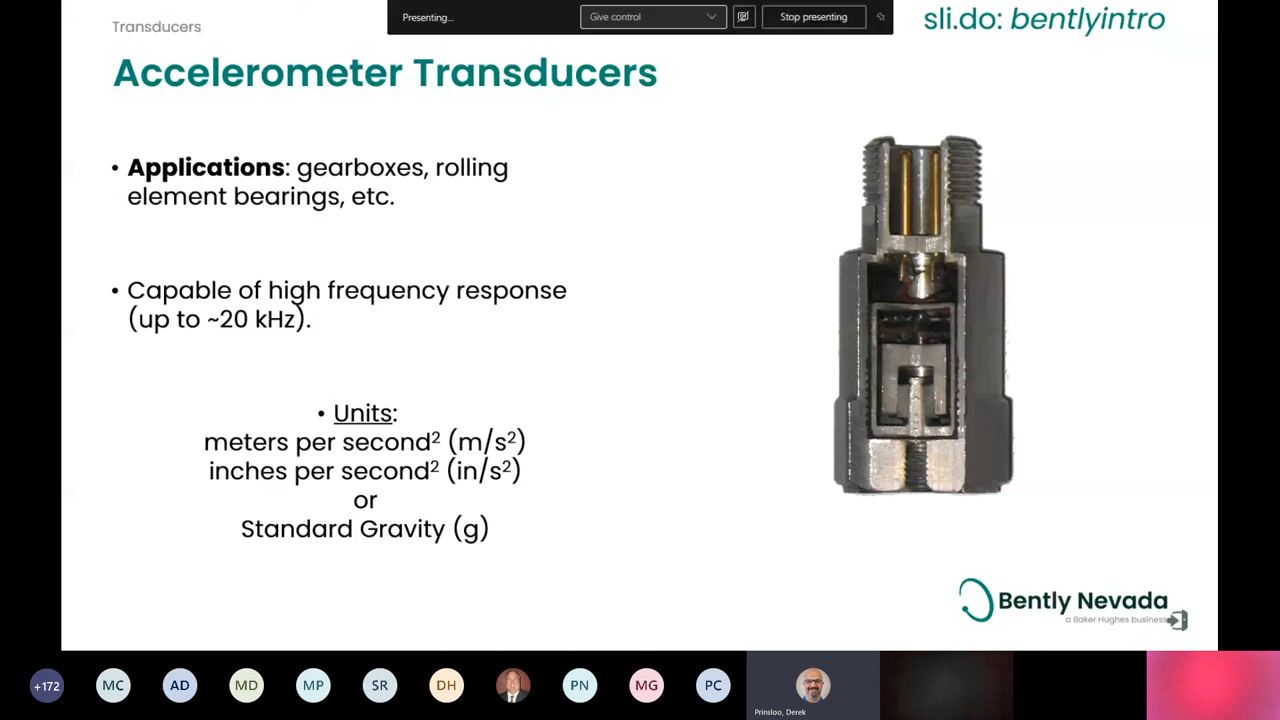 Transducers
Presenting...
Give control
Stop presenting
sli.do: bentlyintro
Accelerometer Transducers
• Applications: gearboxes, rolling
element bearings, etc.
• Capable of high frequency response
(up to ~20 kHz).
• Units:
meters per second² (m/s²)
inches per second² (in/s²)
or
Standard Gravity (g)
Bently Nevada
a Baker Hughes business
+172
MC
AD
MD
MP
SR
DH
PN
MG
PC
Prinsloo, Derek